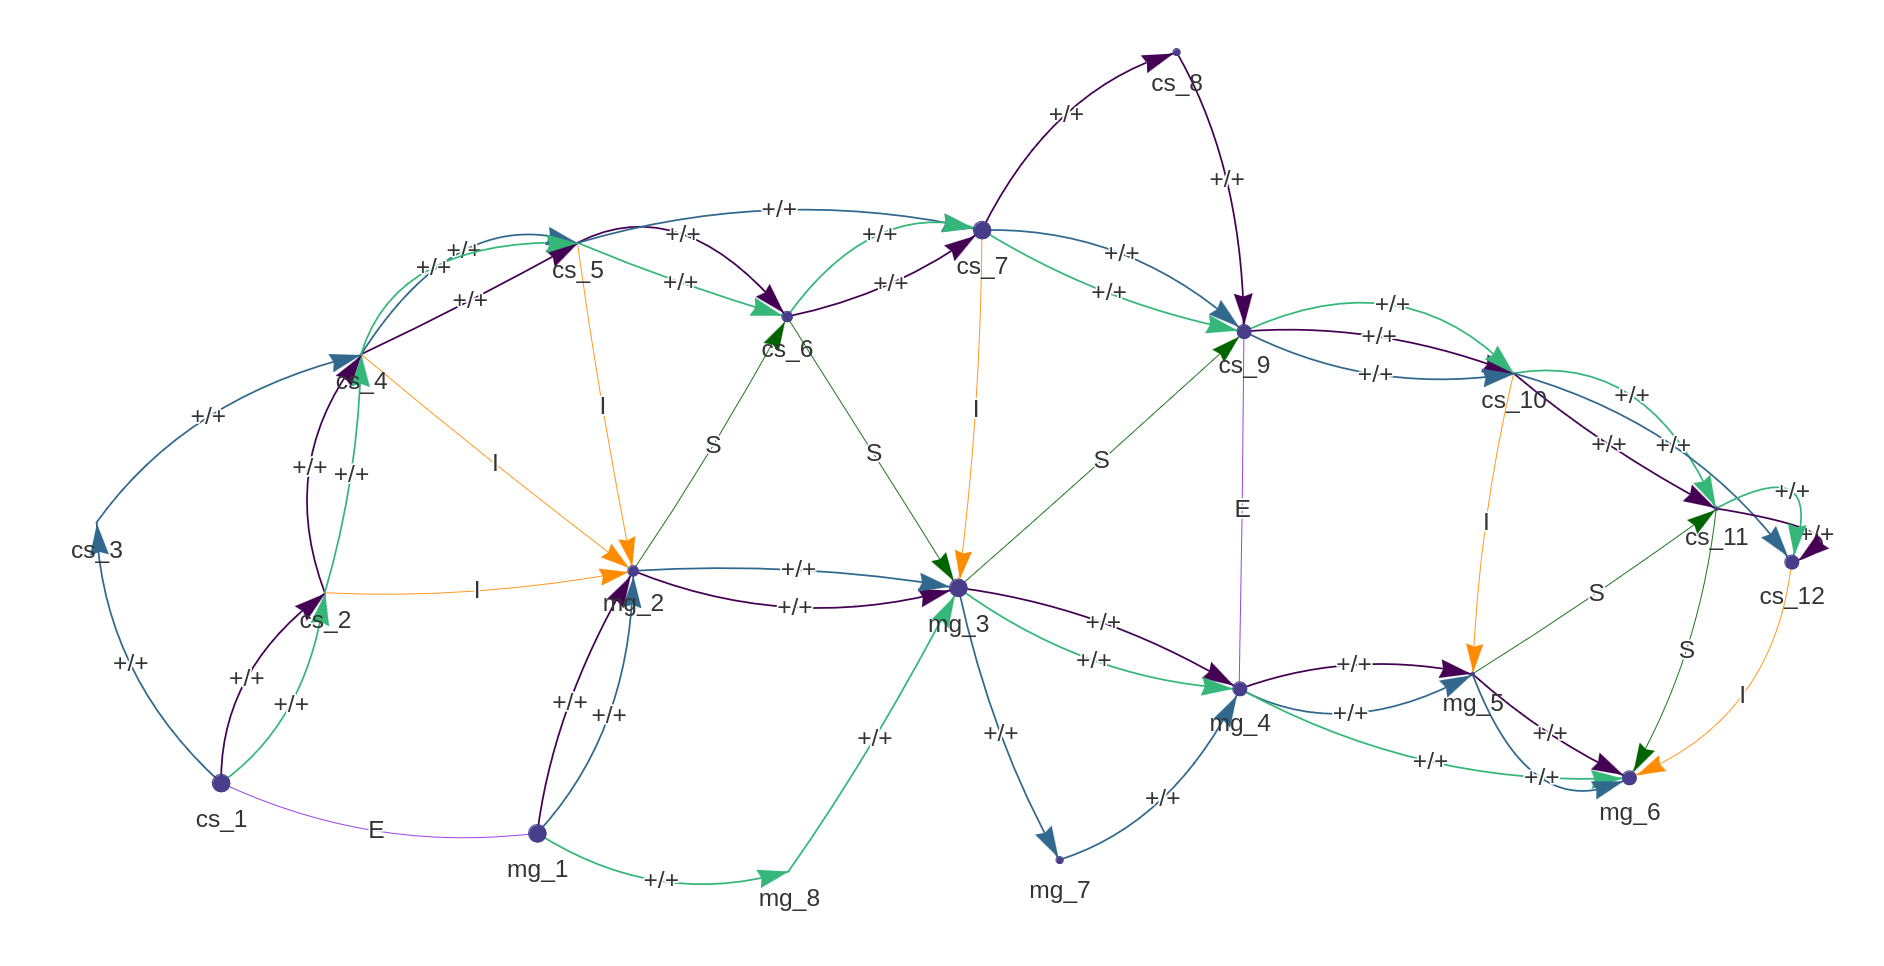 cs_8
+/+
+/+
+/+
+/+
+/+
+/+
+/+
+/+
+/+
cs_5
cs_7
+/+
+/+
+/+
+/+
+/+
+/+
cs_6
cs_9
+/+
cs_4
+/+
cs_10
+/+
I
I
+/+
S
+/+
+/+
S
S
I
+/+
+/+
+/+
E
I
cs_11
+/+
cs_3
+/+
I
S
cs_12
mg_2
+/+
cs_2
mg_3
+/+
S
+/+
+/+
+/+
+/+
I
+/+
+/+
mg_5
+/+
+/+
+/+
mg_4
+/+
+/+
+/+
+/+
+/+
+/+
mg_6
cs_1
E
mg_1
+/+
mg_7
mg_8